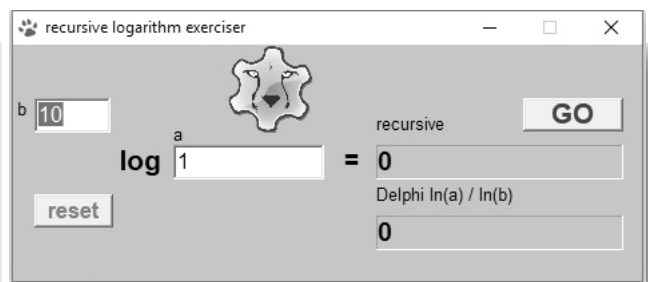 recursive logarithm exerciser
b 10
a
log 1 = 0
recursive
GO
Delphi ln(a) / ln(b)
0
reset